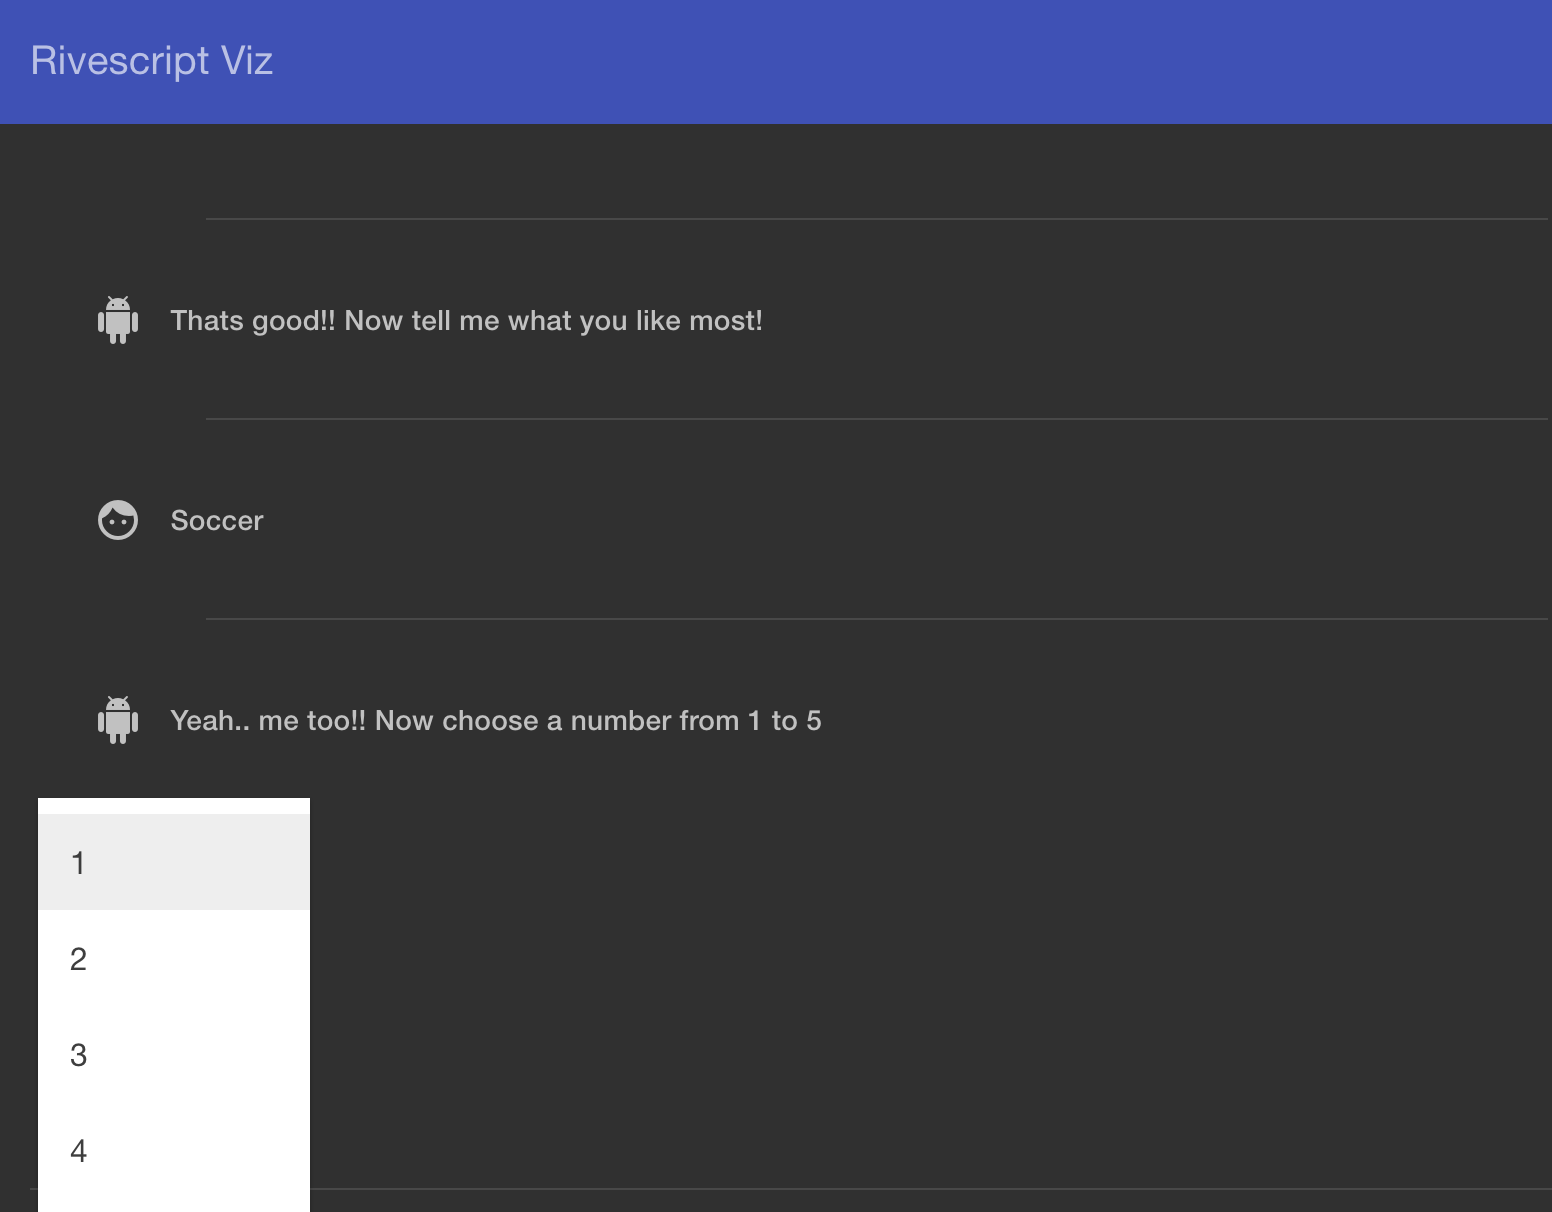 Rivescript Viz
Thats good!! Now tell me what you like most!
Soccer
Yeah.. me too!! Now choose a number from 1 to 5
1
2
3
4